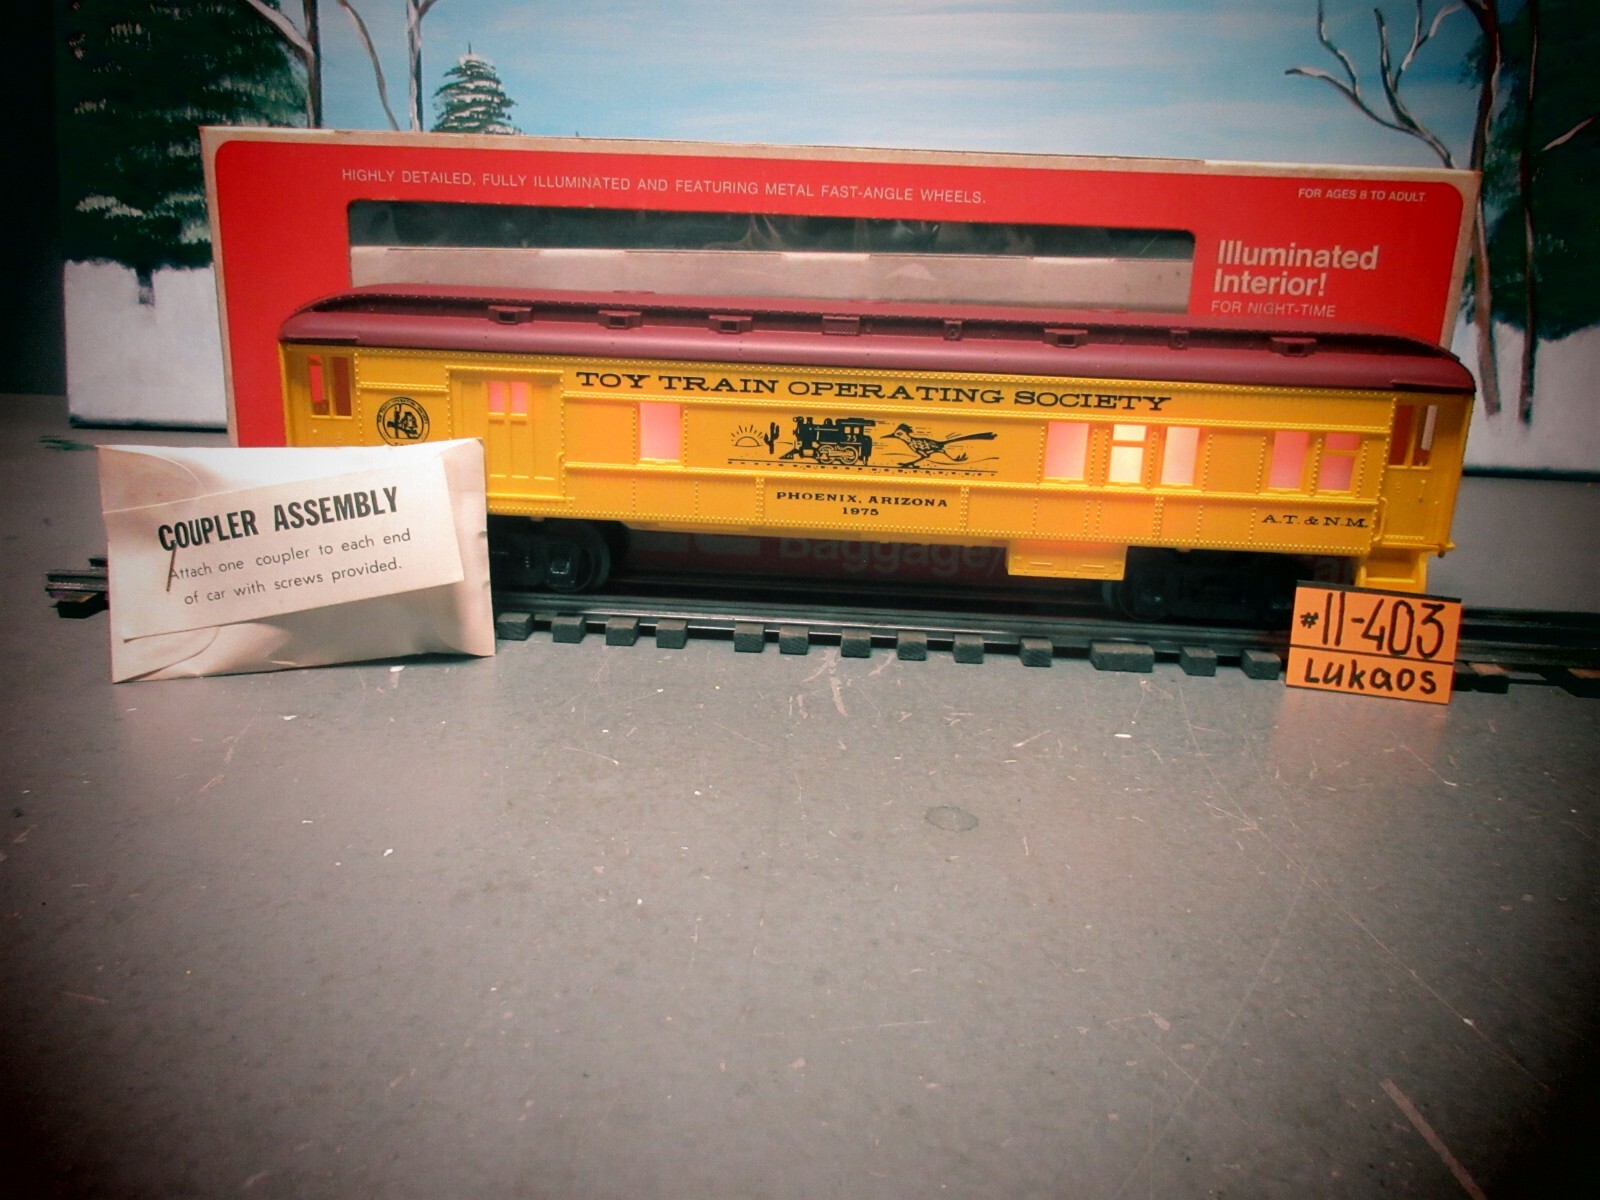 HIGHLY DETAILED, FULLY ILLUMINATED AND FEATURING METAL FAST-ANGLE WHEELS.
FOR AGES 8 TO ADULT.
Illuminated
Interior!
FOR NIGHT-TIME
TOY TRAIN OPERATING SOCIETY
PHOENIX, ARIZONA
1975
A.T. & N.M.
Baggage/
COUPLER ASSEMBLY
Attach one coupler to each end
of car with screws provided.
#11-403
LUKAOS